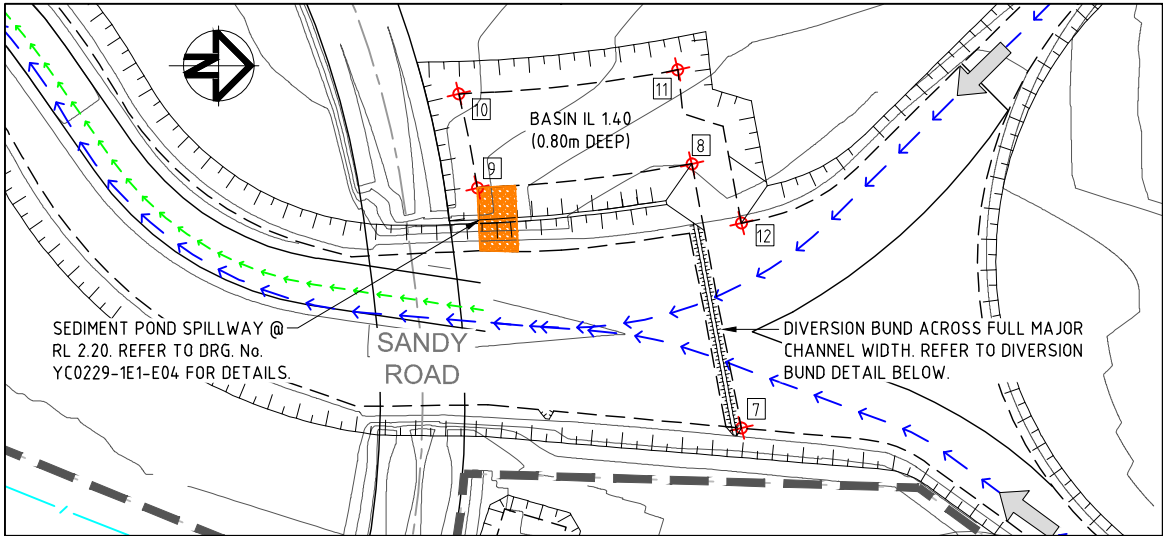 N
10
11
BASIN IL 1.40
(0.80m DEEP)
8
9
12
SEDIMENT POND SPILLWAY @
RL 2.20. REFER TO DRG. No.
YC0229-1E1-E04 FOR DETAILS.
SANDY
ROAD
DIVERSION BUND ACROSS FULL MAJOR
CHANNEL WIDTH. REFER TO DIVERSION
BUND DETAIL BELOW.
7